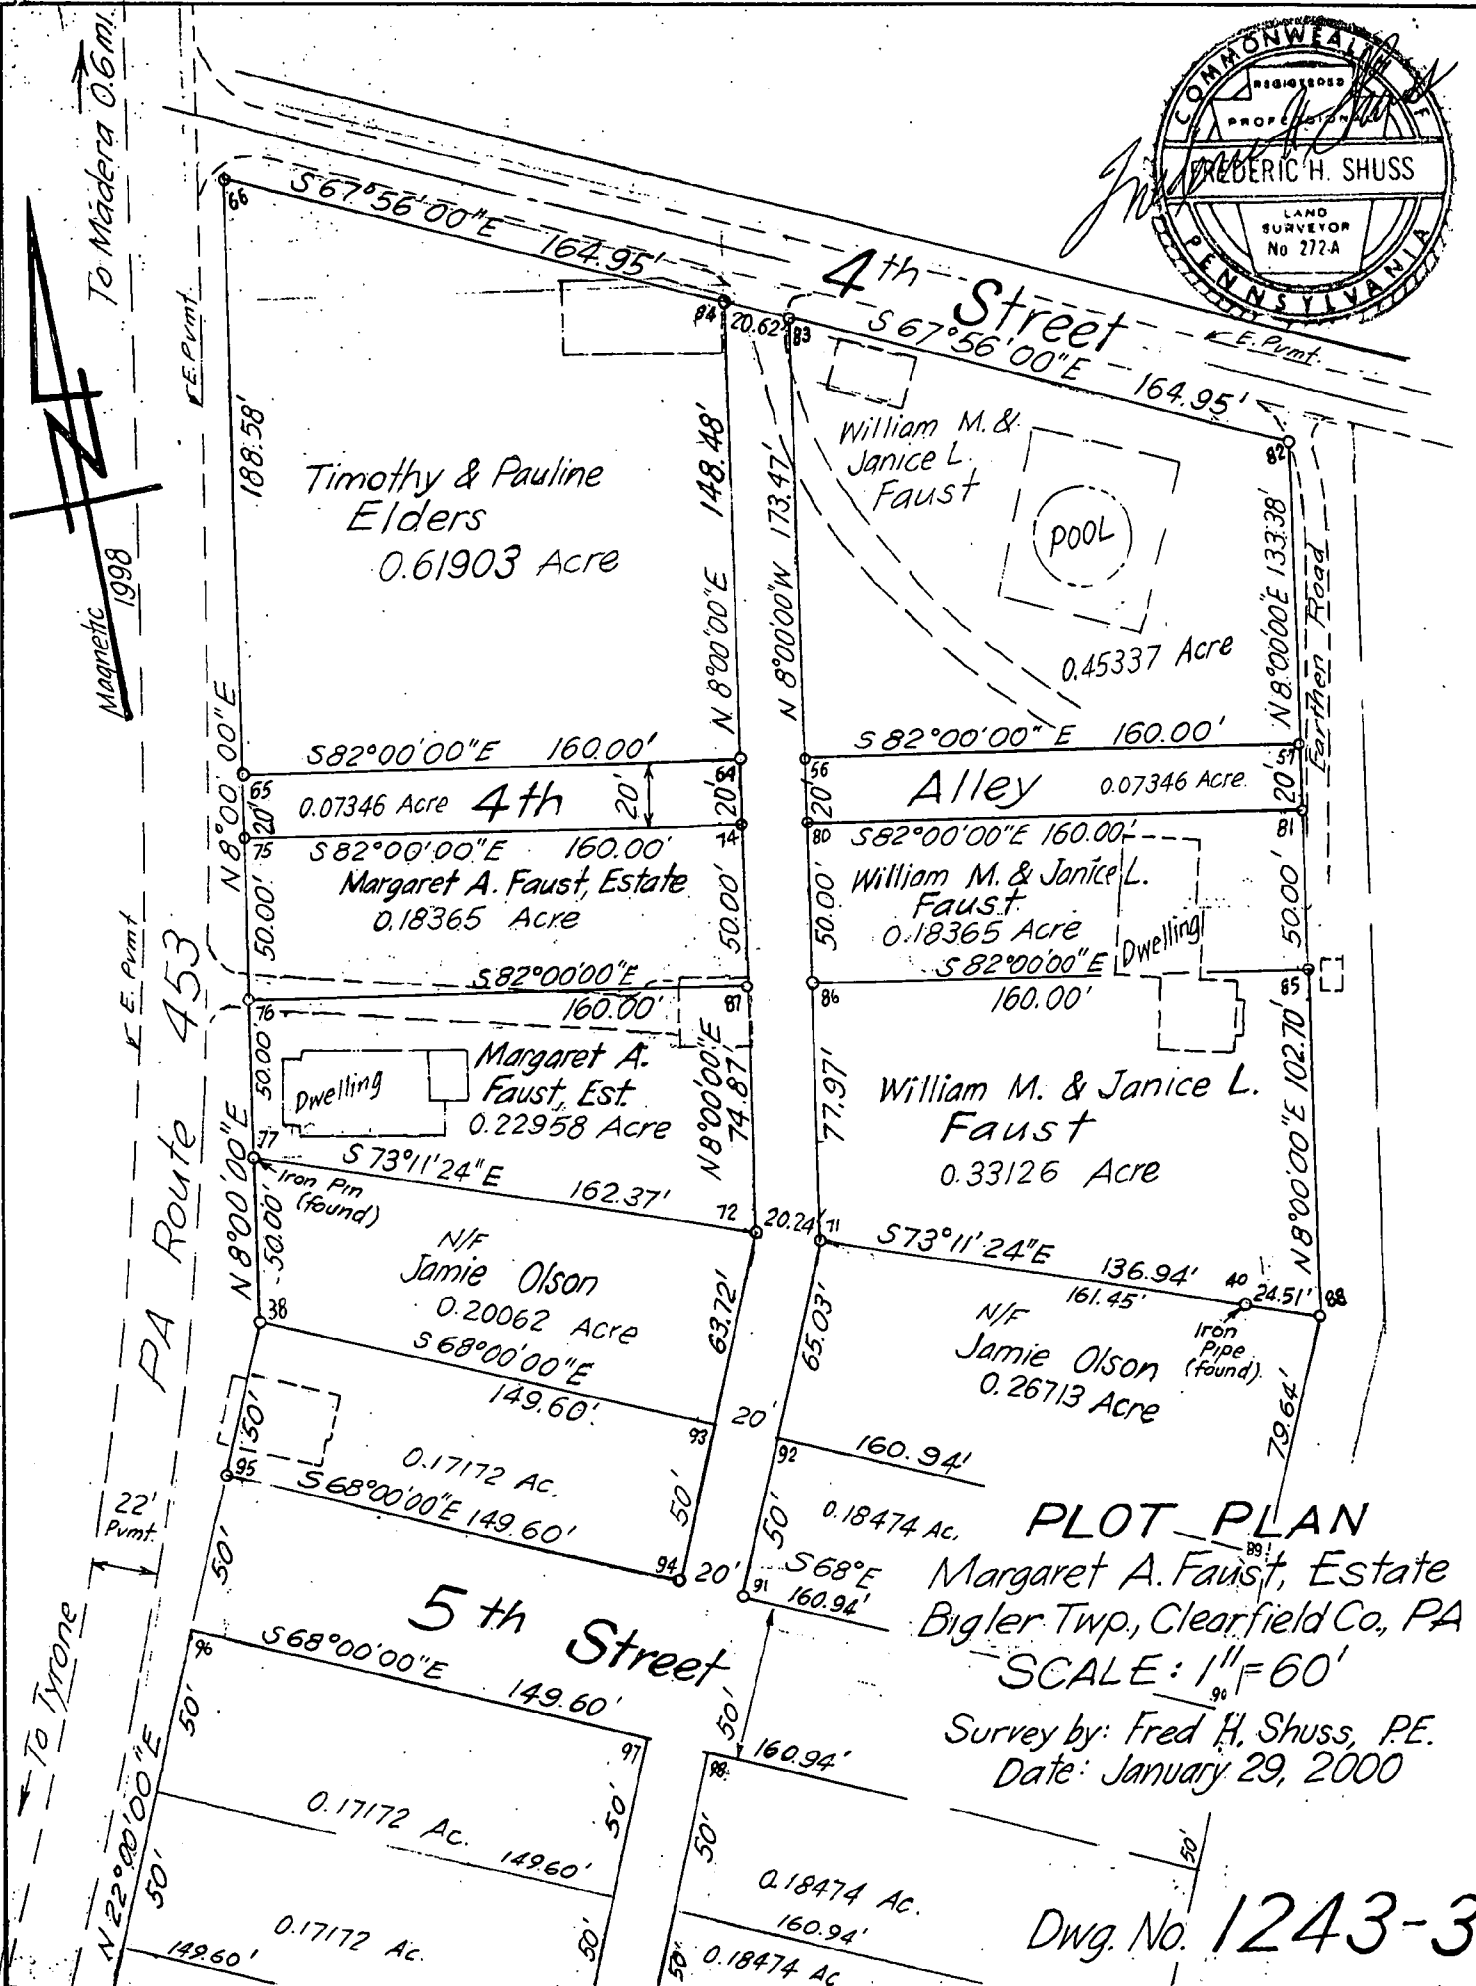 To Madera 0.6 mi.
COMMONWEALTH OF
REGISTERED
PROFESSIONAL
FREDERIC H. SHUSS
LAND
SURVEYOR
No 272-A
PENNSYLVANIA
Magnetic 1998
E. Pvmt.
66
S 67°56'00"E 164.95'
4th Street
84
20.62'
83
S 67°56'00"E 164.95'
E. Pvmt.
82
188.58'
Timothy & Pauline
Elders
0.61903 Acre
N 8°00'00"E 148.48'
N 8°00'00"W 173.47'
William M. &
Janice L.
Faust
POOL
0.45337 Acre
N 8°00'00"E 133.38'
Earthen Road
N 8°00'00"E
S 82°00'00"E 160.00'
65
64
20'
0.07346 Acre
4th
20'
20'
S 82°00'00"E 160.00'
56
57
20'
Alley
0.07346 Acre.
20'
75
S 82°00'00"E 160.00'
74
Margaret A. Faust, Estate
0.18365 Acre
50.00'
50.00'
80
S 82°00'00"E 160.00'
81
William M. & Janice L.
Faust
0.18365 Acre
Dwelling
50.00'
50.00'
E. Pvmt
PA Route 453
S 82°00'00"E
160.00'
76
87
S 82°00'00"E
160.00'
86
85
50.00'
Dwelling
Margaret A.
Faust, Est.
0.22958 Acre
N 8°00'00"E
74.87'
77.97'
William M. & Janice L.
Faust
0.33126 Acre
N 8°00'00"E 102.70'
N 8°00'00"E
77
Iron Pin
(found)
S 73°11'24"E 162.37'
72
20.24'
71
S 73°11'24"E 136.94'
161.45'
40
24.51'
88
50.00'
N/F
Jamie Olson
0.20062 Acre
63.72'
65.03'
N/F
Jamie Olson
0.26713 Acre
Iron
Pipe
(found)
79.64'
38
S 68°00'00"E
149.60'
93
20'
92
160.94'
50'
0.17172 Ac.
50'
50'
0.18474 Ac.
95
S 68°00'00"E 149.60'
94
20'
91
S 68°E
160.94'
22'
Pvmt.
50'
5th Street
PLOT PLAN
89
Margaret A. Faust, Estate
Bigler Twp., Clearfield Co., PA
SCALE: 1"=60'
90
Survey by: Fred H. Shuss, P.E.
Date: January 29, 2000
To Tyrone
96
S 68°00'00"E
149.60'
97
50'
98
160.94'
50'
N 22°00'00"E
0.17172 Ac.
149.60'
50'
50'
0.18474 Ac.
160.94'
50'
50'
0.17172 Ac.
149.60'
50'
50'
0.18474 Ac
Dwg. No. 1243-3